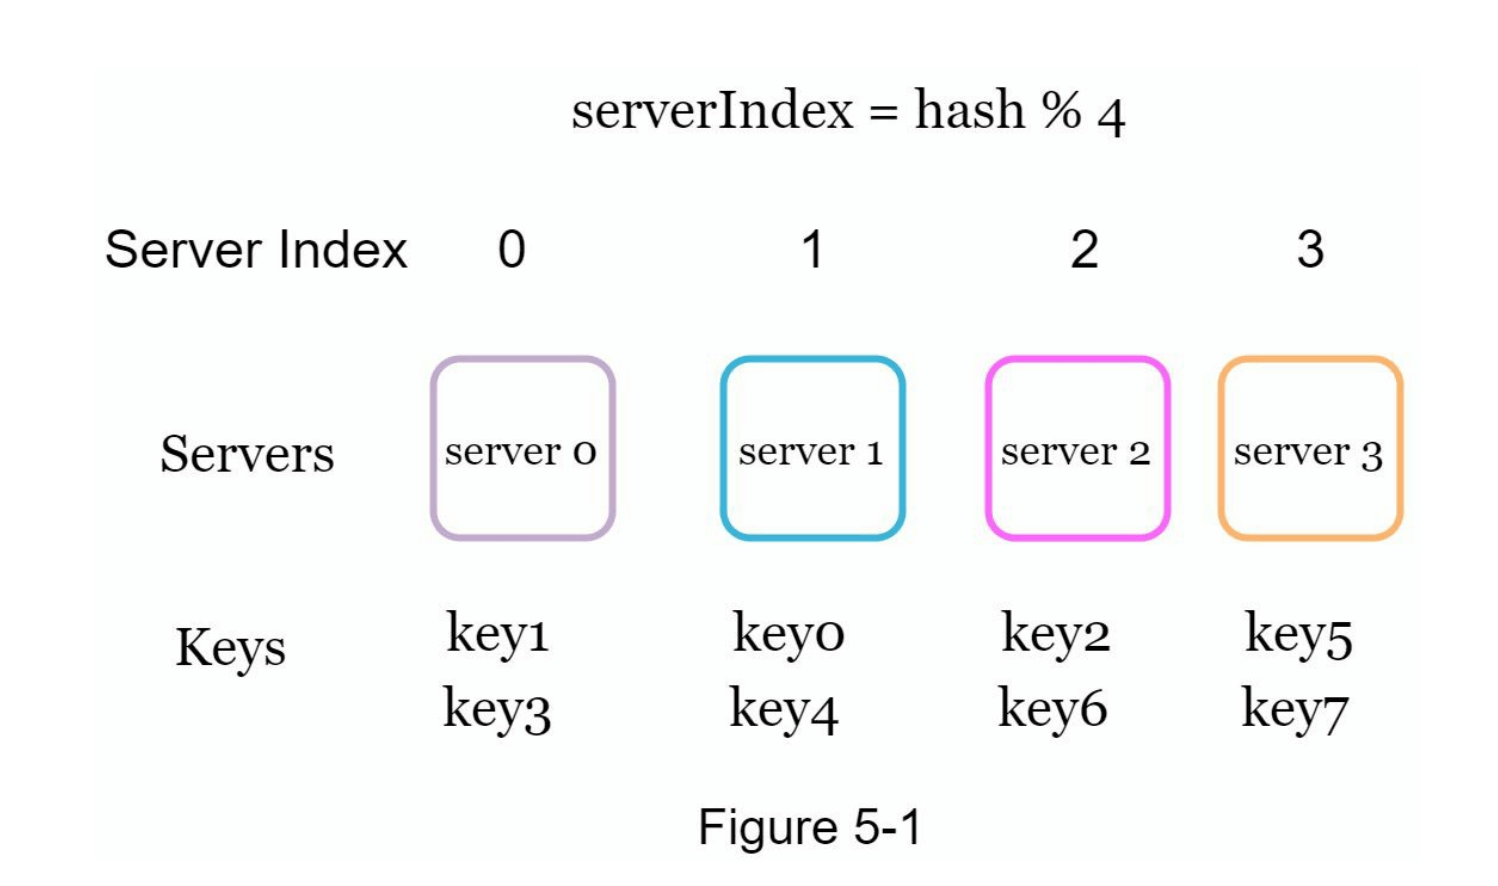 serverIndex = hash % 4
Server Index 0 1 2 3
Servers server 0 server 1 server 2 server 3
Keys key1 key0 key2 key5
key3 key4 key6 key7
Figure 5-1